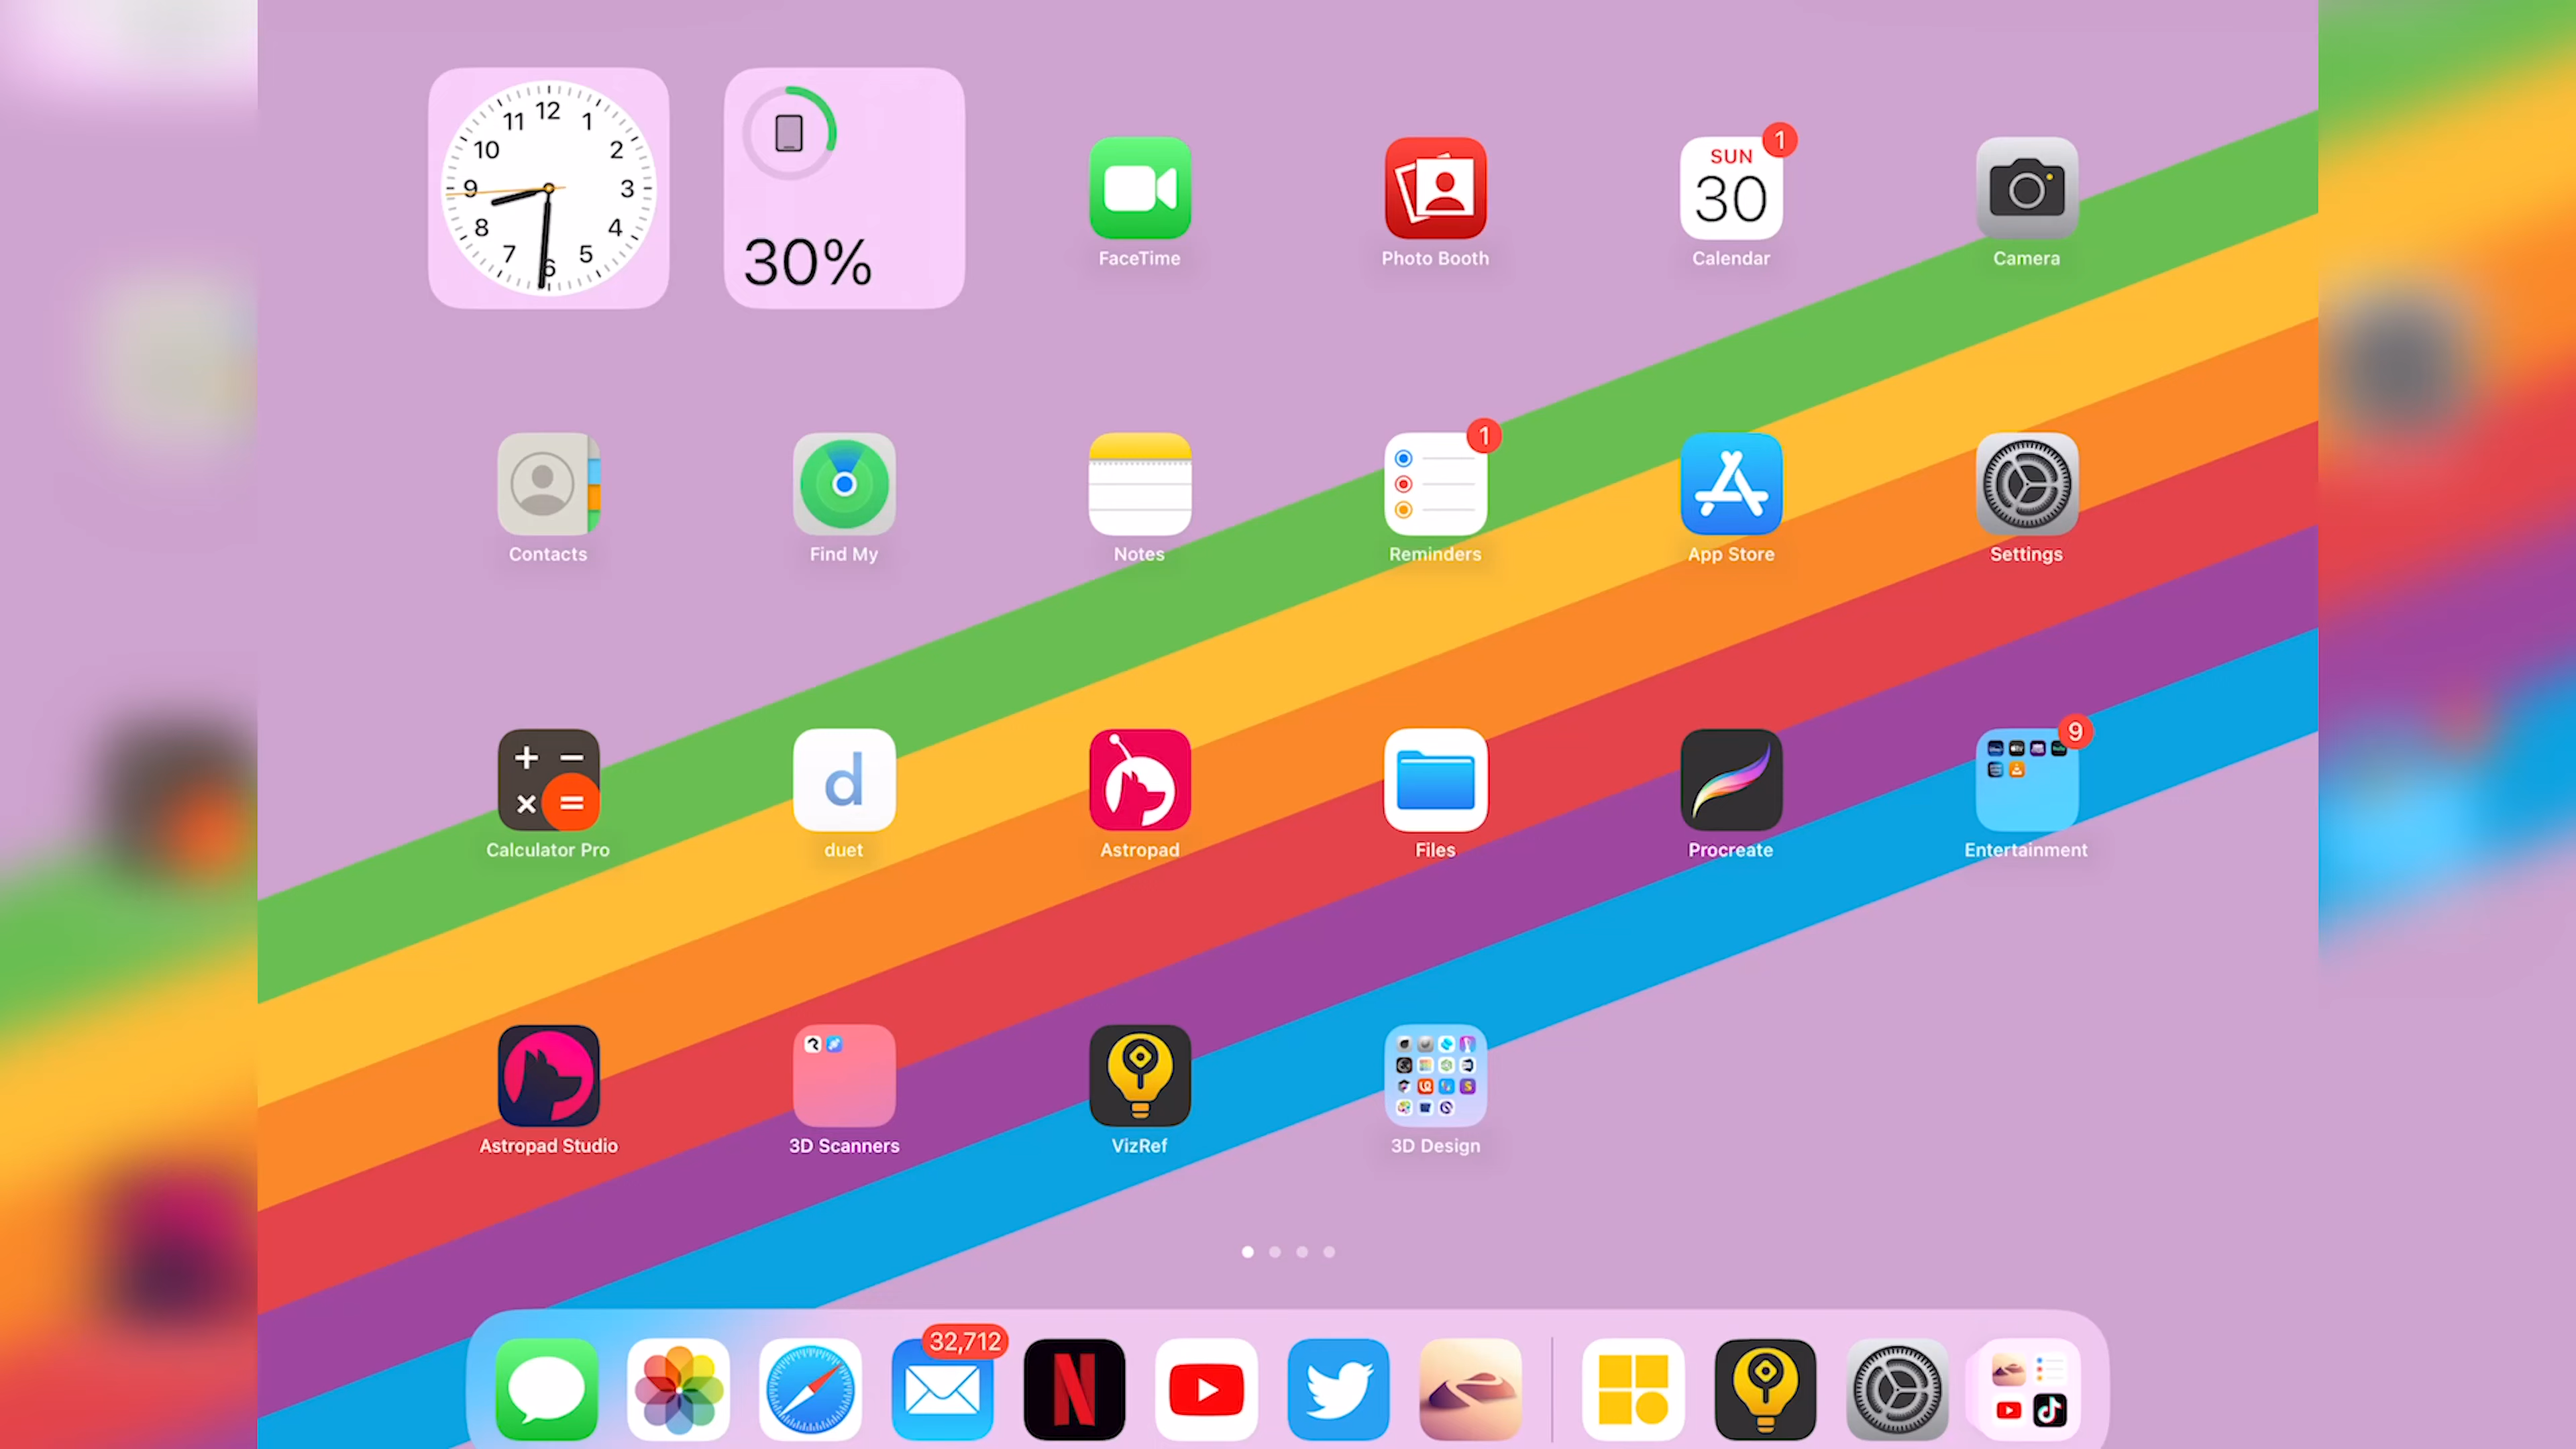 12
11
1
10
2
9
3
8
4
7
5
6
30%
FaceTime
Photo Booth
SUN
30
1
Calendar
Camera
Contacts
Find My
Notes
1
Reminders
App Store
Settings
Calculator Pro
d
duet
Astropad
Files
Procreate
9
Entertainment
Astropad Studio
3D Scanners
VizRef
3D Design
32,712
N